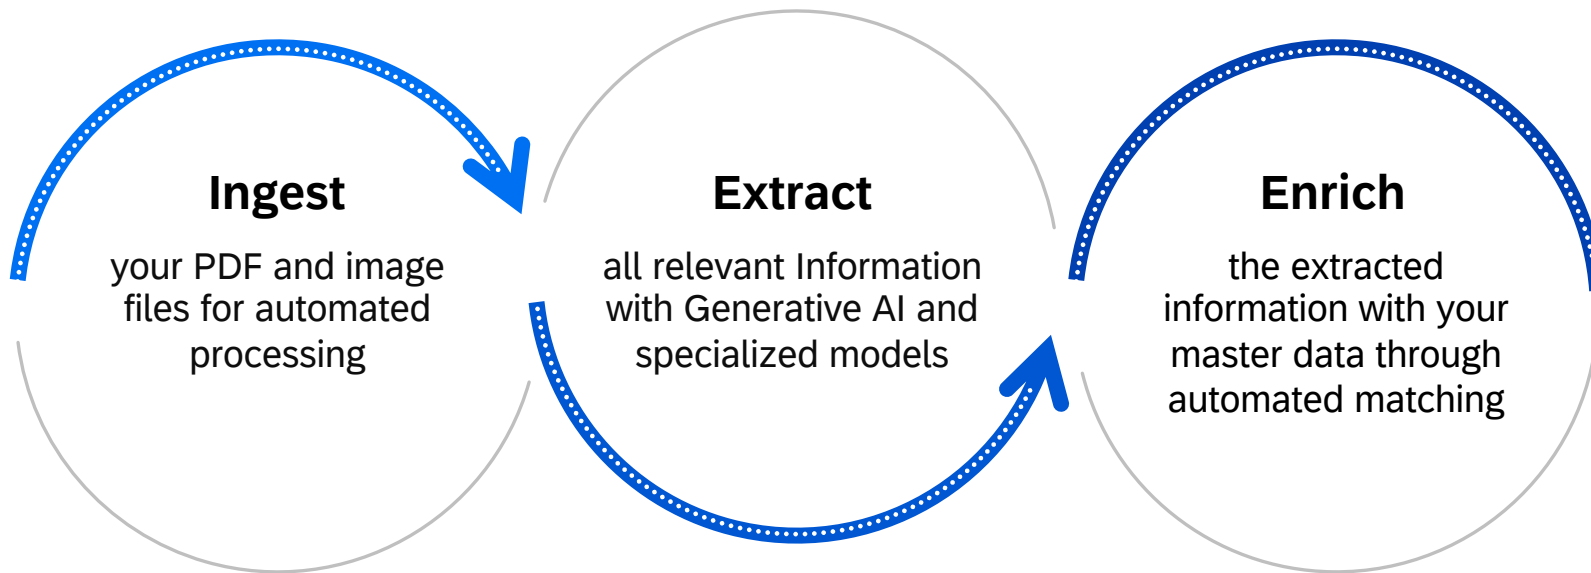 Ingest
your PDF and image
files for automated
processing
Extract
all relevant Information
with Generative AI and
specialized models
Enrich
the extracted
information with your
master data through
automated matching